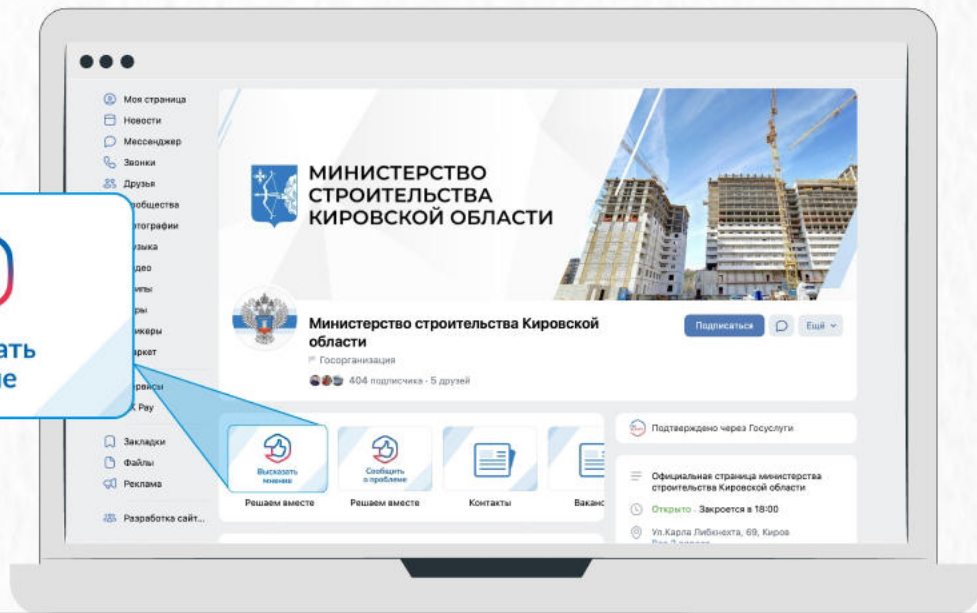 Моя страница
Новости
Мессенджер
Звонки
Друзья
Реклама
Закладки
Файлы
Разработка сайт...
МИНИСТЕРСТВО
СТРОИТЕЛЬСТВА
КИРОВСКОЙ ОБЛАСТИ
Министерство строительства Кировской
области
Госорганизация
404 подписчика · 5 друзей
Подписаться
Ещё
Высказать
мнение
Решаем вместе
Сообщить
о проблеме
Решаем вместе
Контакты
Подтверждено через Госуслуги
Официальная страница министерства
строительства Кировской области
Открыто · Закроется в 18:00
Ул.Карла Либкнехта, 69, Киров